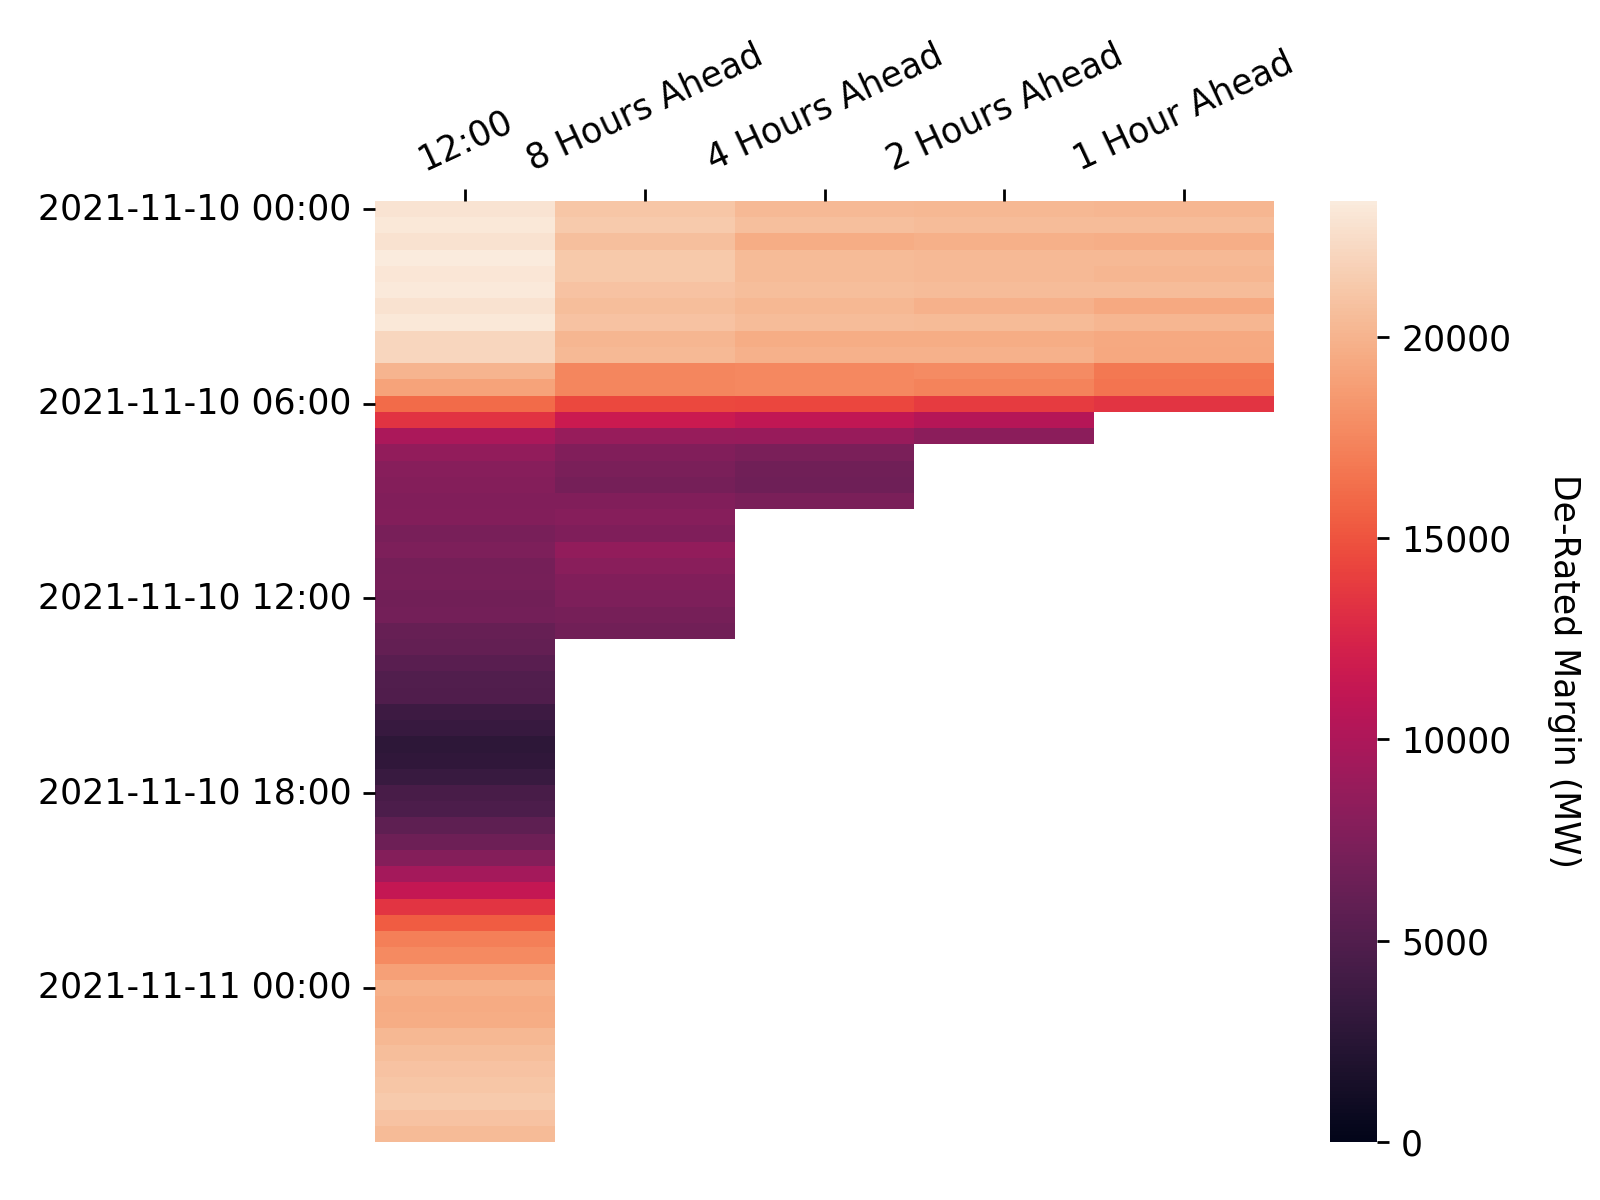 12:00
8 Hours Ahead
4 Hours Ahead
2 Hours Ahead
1 Hour Ahead
2021-11-10 00:00
2021-11-10 06:00
2021-11-10 12:00
2021-11-10 18:00
2021-11-11 00:00
20000
15000
10000
5000
0
De-Rated Margin (MW)